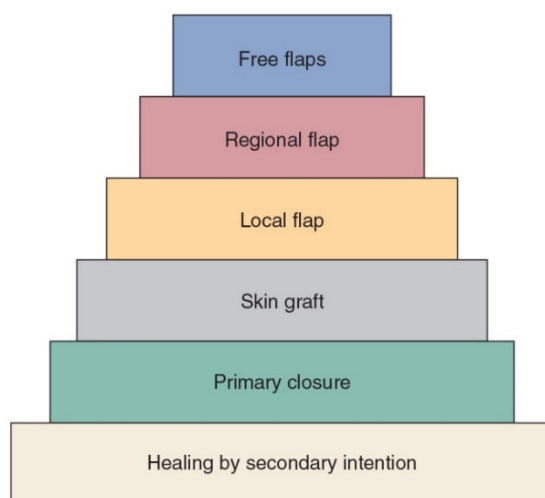 Free flaps
Regional flap
Local flap
Skin graft
Primary closure
Healing by secondary intention